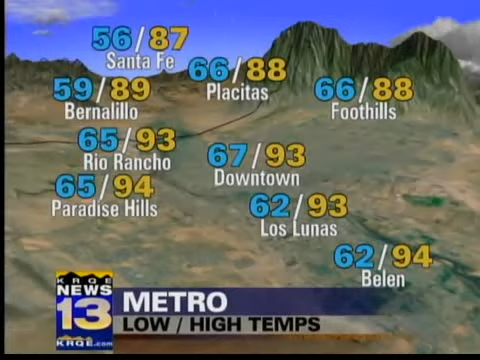 56/87
Santa Fe
66/88
Placitas
59/89
Bernalillo
66/88
Foothills
65/93
Rio Rancho
67/93
Downtown
65/94
Paradise Hills
62/93
Los Lunas
62/94
Belen
KRQE
NEWS
13
KRQE.com
METRO
LOW / HIGH TEMPS